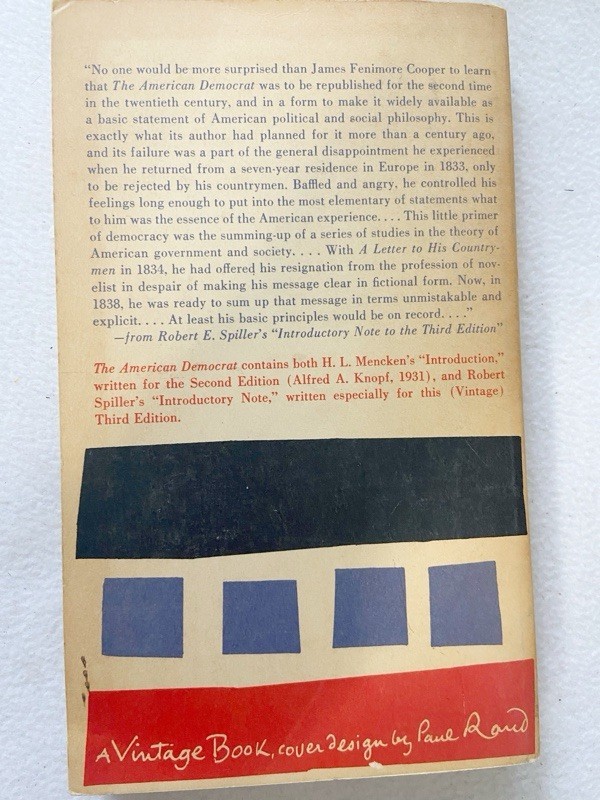 “No one would be more surprised than James Fenimore Cooper to learn
that The American Democrat was to be republished for the second time
in the twentieth century, and in a form to make it widely available as
a basic statement of American political and social philosophy. This is
exactly what its author had planned for it more than a century ago,
and its failure was a part of the general disappointment he experienced
when he returned from a seven-year residence in Europe in 1833, only
to be rejected by his countrymen. Baffled and angry, he controlled his
feelings long enough to put into the most elementary of statements what
to him was the essence of the American experience. . . . This little primer
of democracy was the summing-up of a series of studies in the theory of
American government and society. . . . With A Letter to His Country-
men in 1834, he had offered his resignation from the profession of nov-
elist in despair of making his message clear in fictional form. Now, in
1838, he was ready to sum up that message in terms unmistakable and
explicit. . . . At least his basic principles would be on record. . . .”
—from Robert E. Spiller’s “Introductory Note to the Third Edition”
The American Democrat contains both H. L. Mencken’s “Introduction,”
written for the Second Edition (Alfred A. Knopf, 1931), and Robert
Spiller’s “Introductory Note,” written especially for this (Vintage)
Third Edition.
A Vintage Book, cover design by Paul Rand